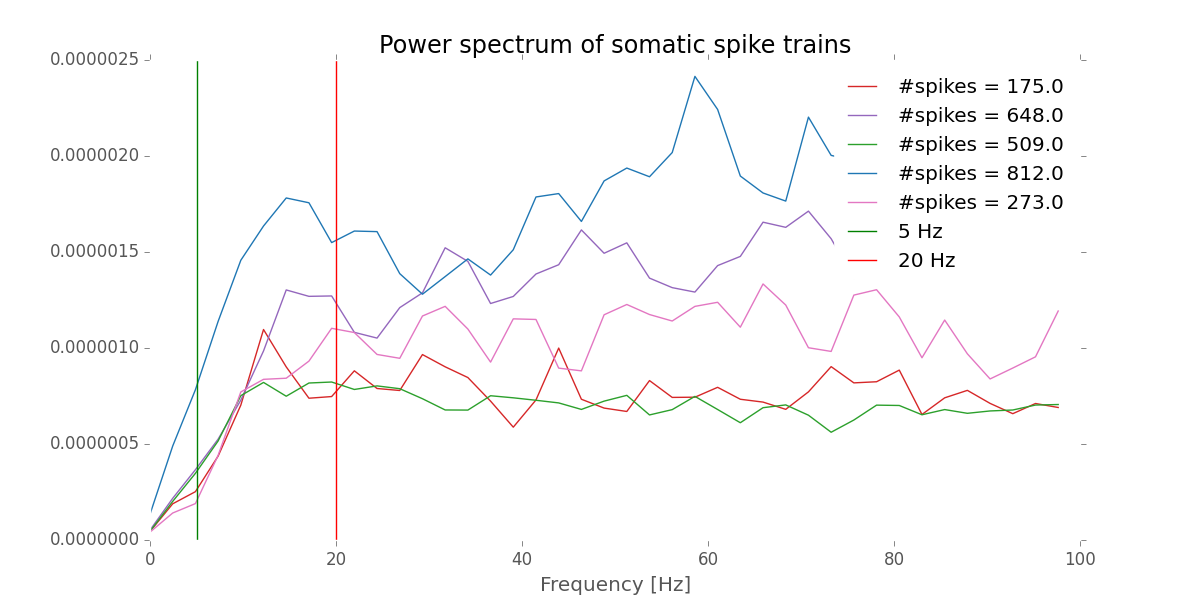 Power spectrum of somatic spike trains
0.0000025
0.0000020
0.0000015
0.0000010
0.0000005
0.0000000
#spikes = 175.0
#spikes = 648.0
#spikes = 509.0
#spikes = 812.0
#spikes = 273.0
5 Hz
20 Hz
0 20 40 60 80 100
Frequency [Hz]